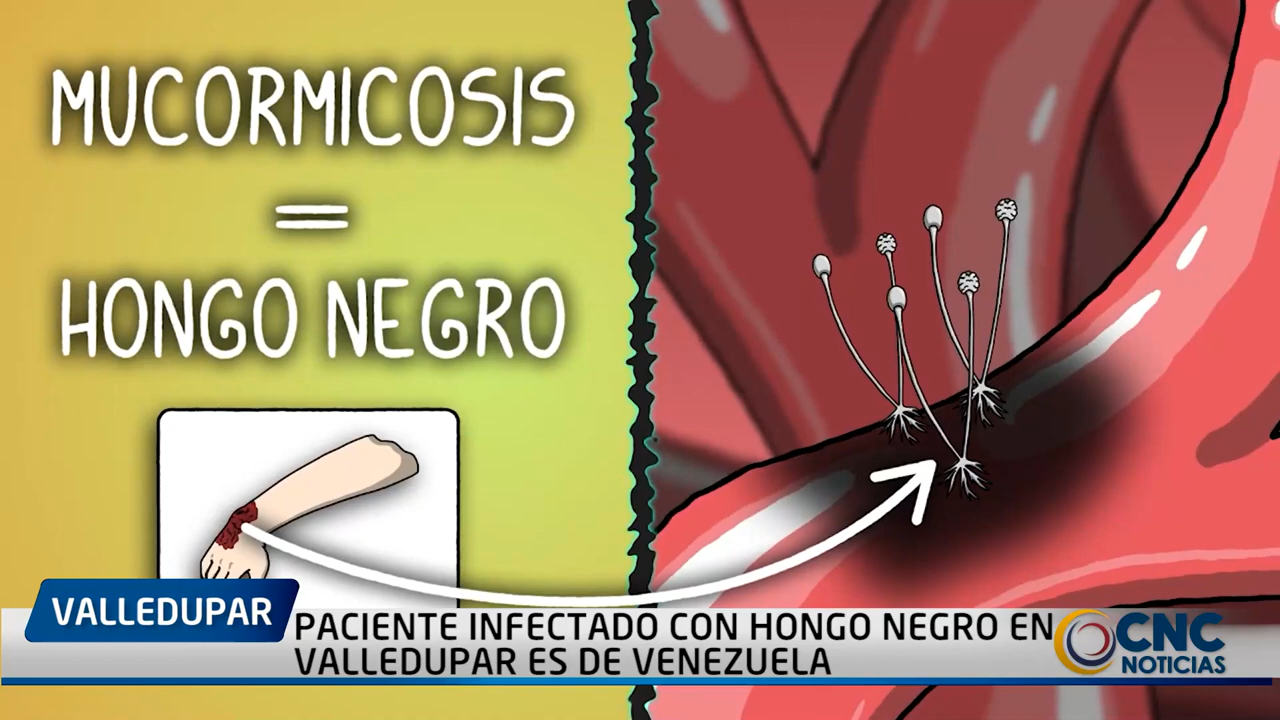 MUCORMICOSIS
=
HONGO NEGRO
VALLEDUPAR
PACIENTE INFECTADO CON HONGO NEGRO EN
VALLEDUPAR ES DE VENEZUELA
CNC
NOTICIAS